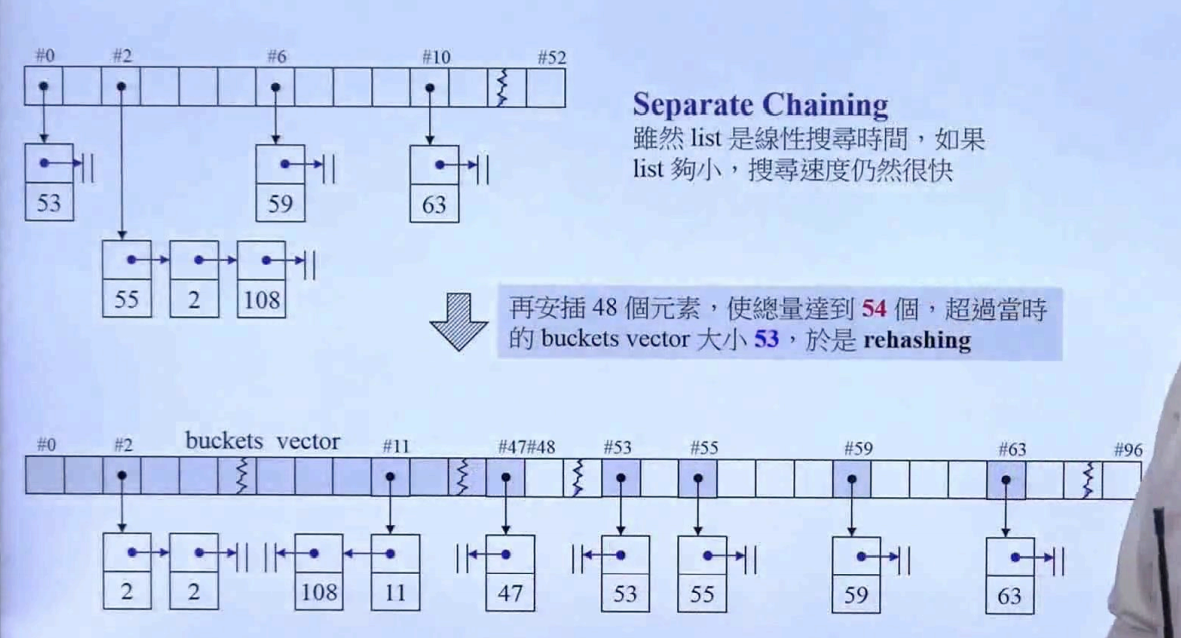 #0 #2 #6 #10 #52
Separate Chaining
雖然 list 是線性搜尋時間，如果
list 夠小，搜尋速度仍然很快
53 59 63
55 2 108
再安插 48 個元素，使總量達到 54 個，超過當時
的 buckets vector 大小 53，於是 rehashing
buckets vector
#0 #2 #11 #47 #48 #53 #55 #59 #63 #96
2 2 108 11 47 53 55 59 63